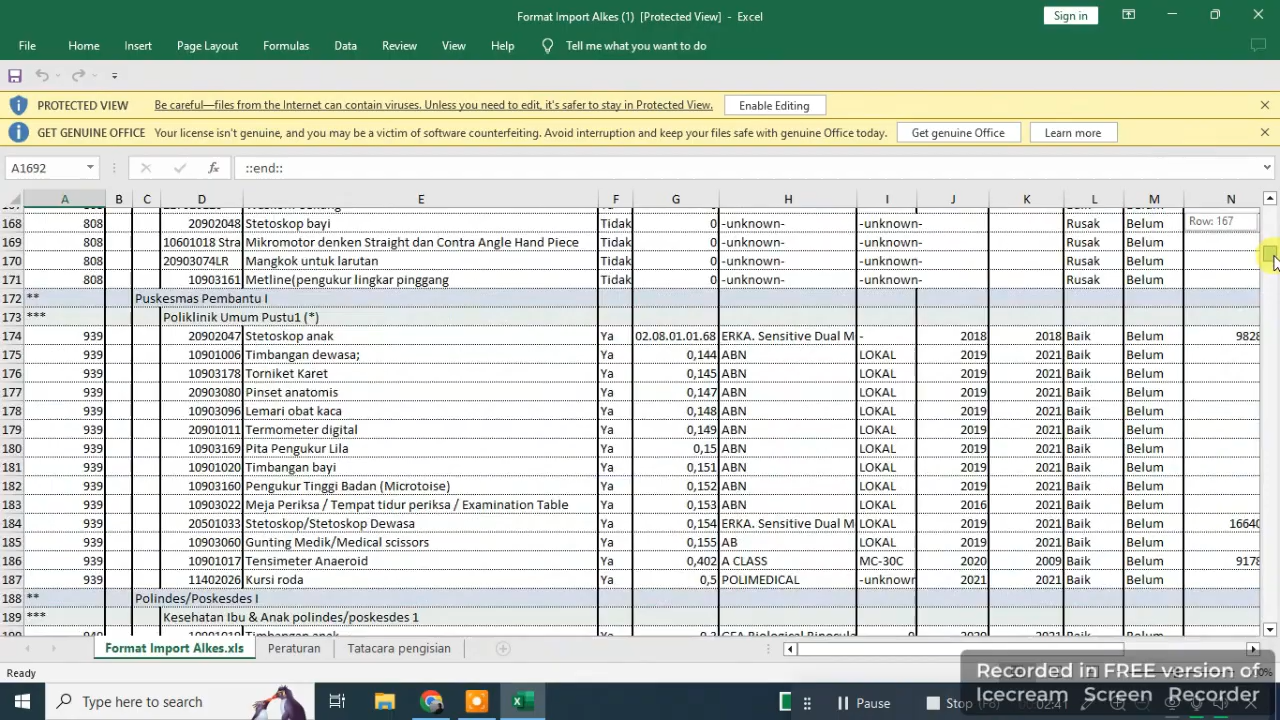 Format Import Alkes (1) [Protected View] - Excel
Sign in
File Home Insert Page Layout Formulas Data Review View Help Tell me what you want to do
PROTECTED VIEW Be careful—files from the Internet can contain viruses. Unless you need to edit, it's safer to stay in Protected View. Enable Editing
GET GENUINE OFFICE Your license isn't genuine, and you may be a victim of software counterfeiting. Avoid interruption and keep your files safe with genuine Office today. Get genuine Office Learn more
A1692 fx ::end::
A B C D E F G H I J K L M N
168 808 20902048 Stetoskop bayi Tidak 0 -unknown- -unknown- Rusak Belum Row: 167
169 808 10601018 Stra Mikromotor denken Straight dan Contra Angle Hand Piece Tidak 0 -unknown- -unknown- Rusak Belum
170 808 20903074LR Mangkok untuk larutan Tidak 0 -unknown- -unknown- Rusak Belum
171 808 10903161 Metline(pengukur lingkar pinggang Tidak 0 -unknown- -unknown- Rusak Belum
172 ** Puskesmas Pembantu I
173 *** Poliklinik Umum Pustu1 (*)
174 939 20902047 Stetoskop anak Ya 02.08.01.01.68 ERKA. Sensitive Dual M - 2018 2018 Baik Belum 9828
175 939 10901006 Timbangan dewasa; Ya 0,144 ABN LOKAL 2019 2021 Baik Belum
176 939 10903178 Torniket Karet Ya 0,145 ABN LOKAL 2019 2021 Baik Belum
177 939 20903080 Pinset anatomis Ya 0,147 ABN LOKAL 2019 2021 Baik Belum
178 939 10903096 Lemari obat kaca Ya 0,148 ABN LOKAL 2019 2021 Baik Belum
179 939 20901011 Termometer digital Ya 0,149 ABN LOKAL 2019 2021 Baik Belum
180 939 10903169 Pita Pengukur Lila Ya 0,15 ABN LOKAL 2019 2021 Baik Belum
181 939 10901020 Timbangan bayi Ya 0,151 ABN LOKAL 2019 2021 Baik Belum
182 939 10903160 Pengukur Tinggi Badan (Microtoise) Ya 0,152 ABN LOKAL 2019 2021 Baik Belum
183 939 10903022 Meja Periksa / Tempat tidur periksa / Examination Table Ya 0,153 ABN LOKAL 2016 2021 Baik Belum
184 939 20501033 Stetoskop/Stetoskop Dewasa Ya 0,154 ERKA. Sensitive Dual M LOKAL 2019 2021 Baik Belum 16640
185 939 10903060 Gunting Medik/Medical scissors Ya 0,155 AB LOKAL 2019 2021 Baik Belum
186 939 10901017 Tensimeter Anaeroid Ya 0,402 A CLASS MC-30C 2020 2009 Baik Belum 9178
187 939 11402026 Kursi roda Ya 0,5 POLIMEDICAL -unknown 2021 2021 Baik Belum
188 ** Polindes/Poskesdes I
189 *** Kesehatan Ibu & Anak polindes/poskesdes 1
Format Import Alkes.xls Peraturan Tatacara pengisian
Ready
Recorded in FREE version of
Icecream Screen Recorder
Type here to search
Pause Stop (F8) 00:02:41